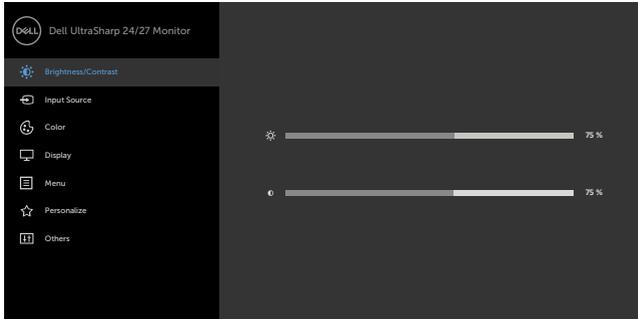 DELL
Dell UltraSharp 24/27 Monitor
Brightness/Contrast
Input Source
Color
Display
Menu
Personalize
Others
75 %
75 %